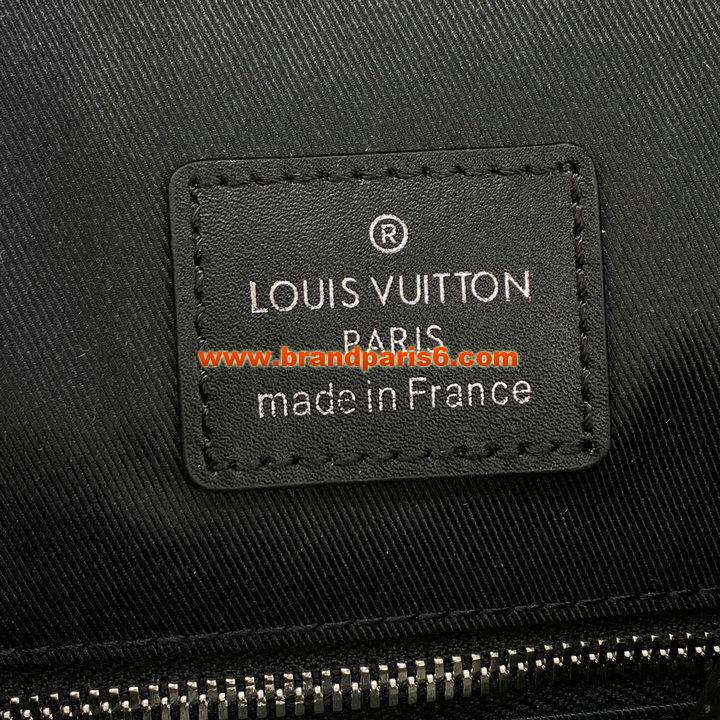 ®
LOUIS VUITTON
PARIS
www.brandparis6.com
made in France